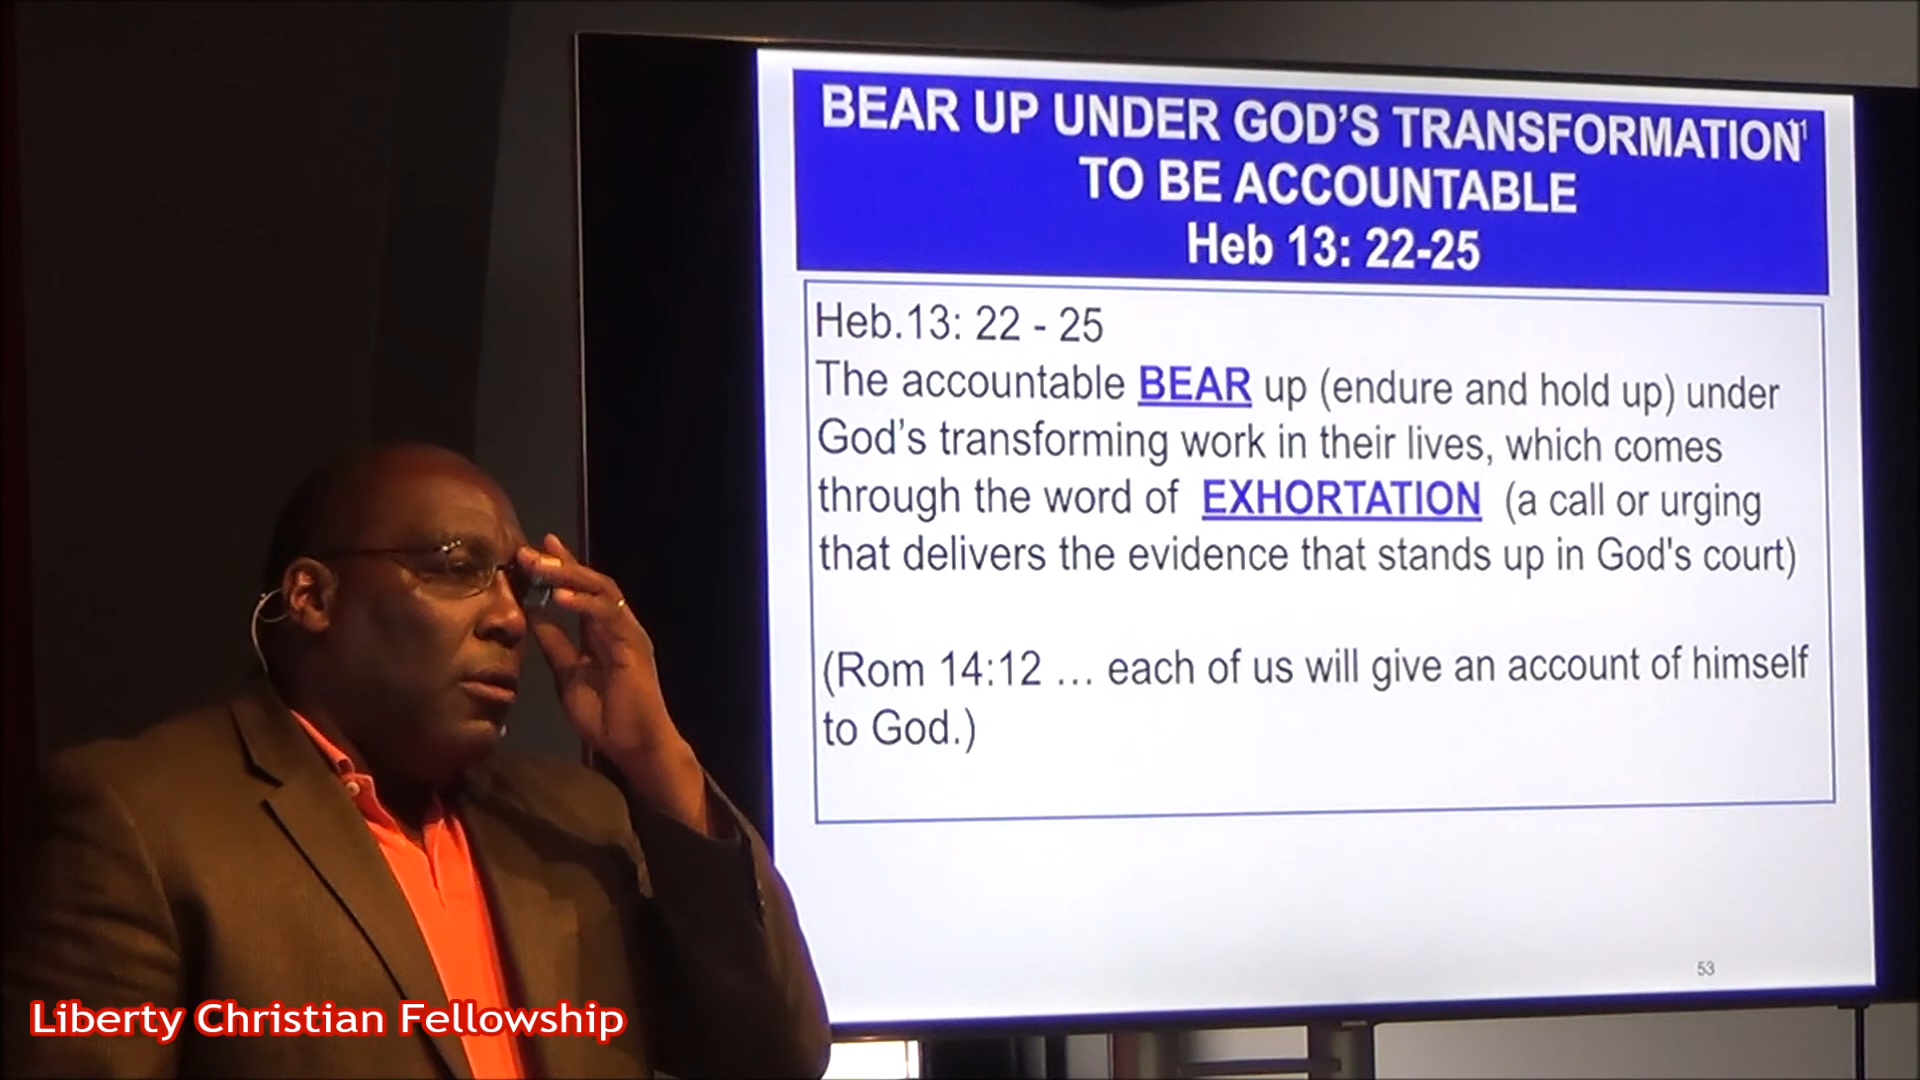 BEAR UP UNDER GOD'S TRANSFORMATION
TO BE ACCOUNTABLE
Heb 13: 22-25
Heb.13: 22 - 25
The accountable BEAR up (endure and hold up) under
God's transforming work in their lives, which comes
through the word of EXHORTATION (a call or urging
that delivers the evidence that stands up in God's court)
(Rom 14:12 ... each of us will give an account of himself
to God.)
53
Liberty Christian Fellowship